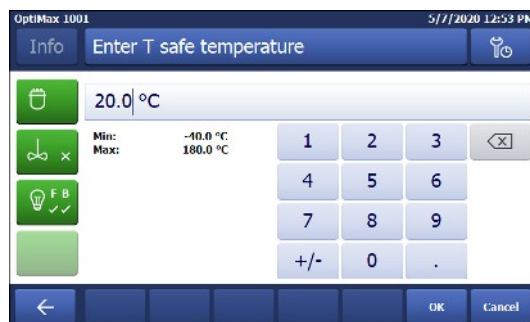 OptiMax 1001 5/7/2020 12:53 PM
Info Enter T safe temperature
20.0 °C
Min: -40.0 °C
Max: 180.0 °C
1 2 3
F B
4 5 6
7 8 9
+/- 0 .
OK Cancel